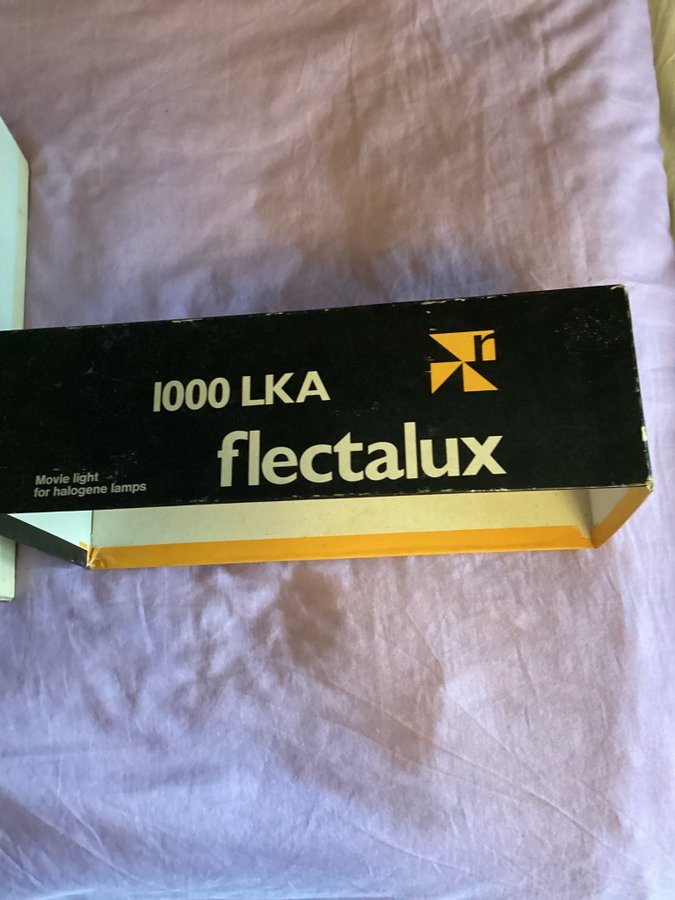 r
1000 LKA
flectalux
Movie light
for halogene lamps